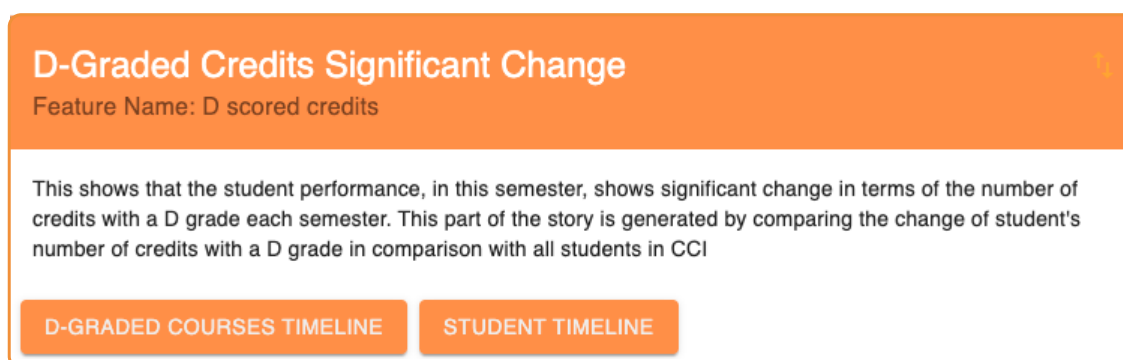 D-Graded Credits Significant Change
Feature Name: D scored credits
This shows that the student performance, in this semester, shows significant change in terms of the number of
credits with a D grade each semester. This part of the story is generated by comparing the change of student's
number of credits with a D grade in comparison with all students in CCI
D-GRADED COURSES TIMELINE
STUDENT TIMELINE